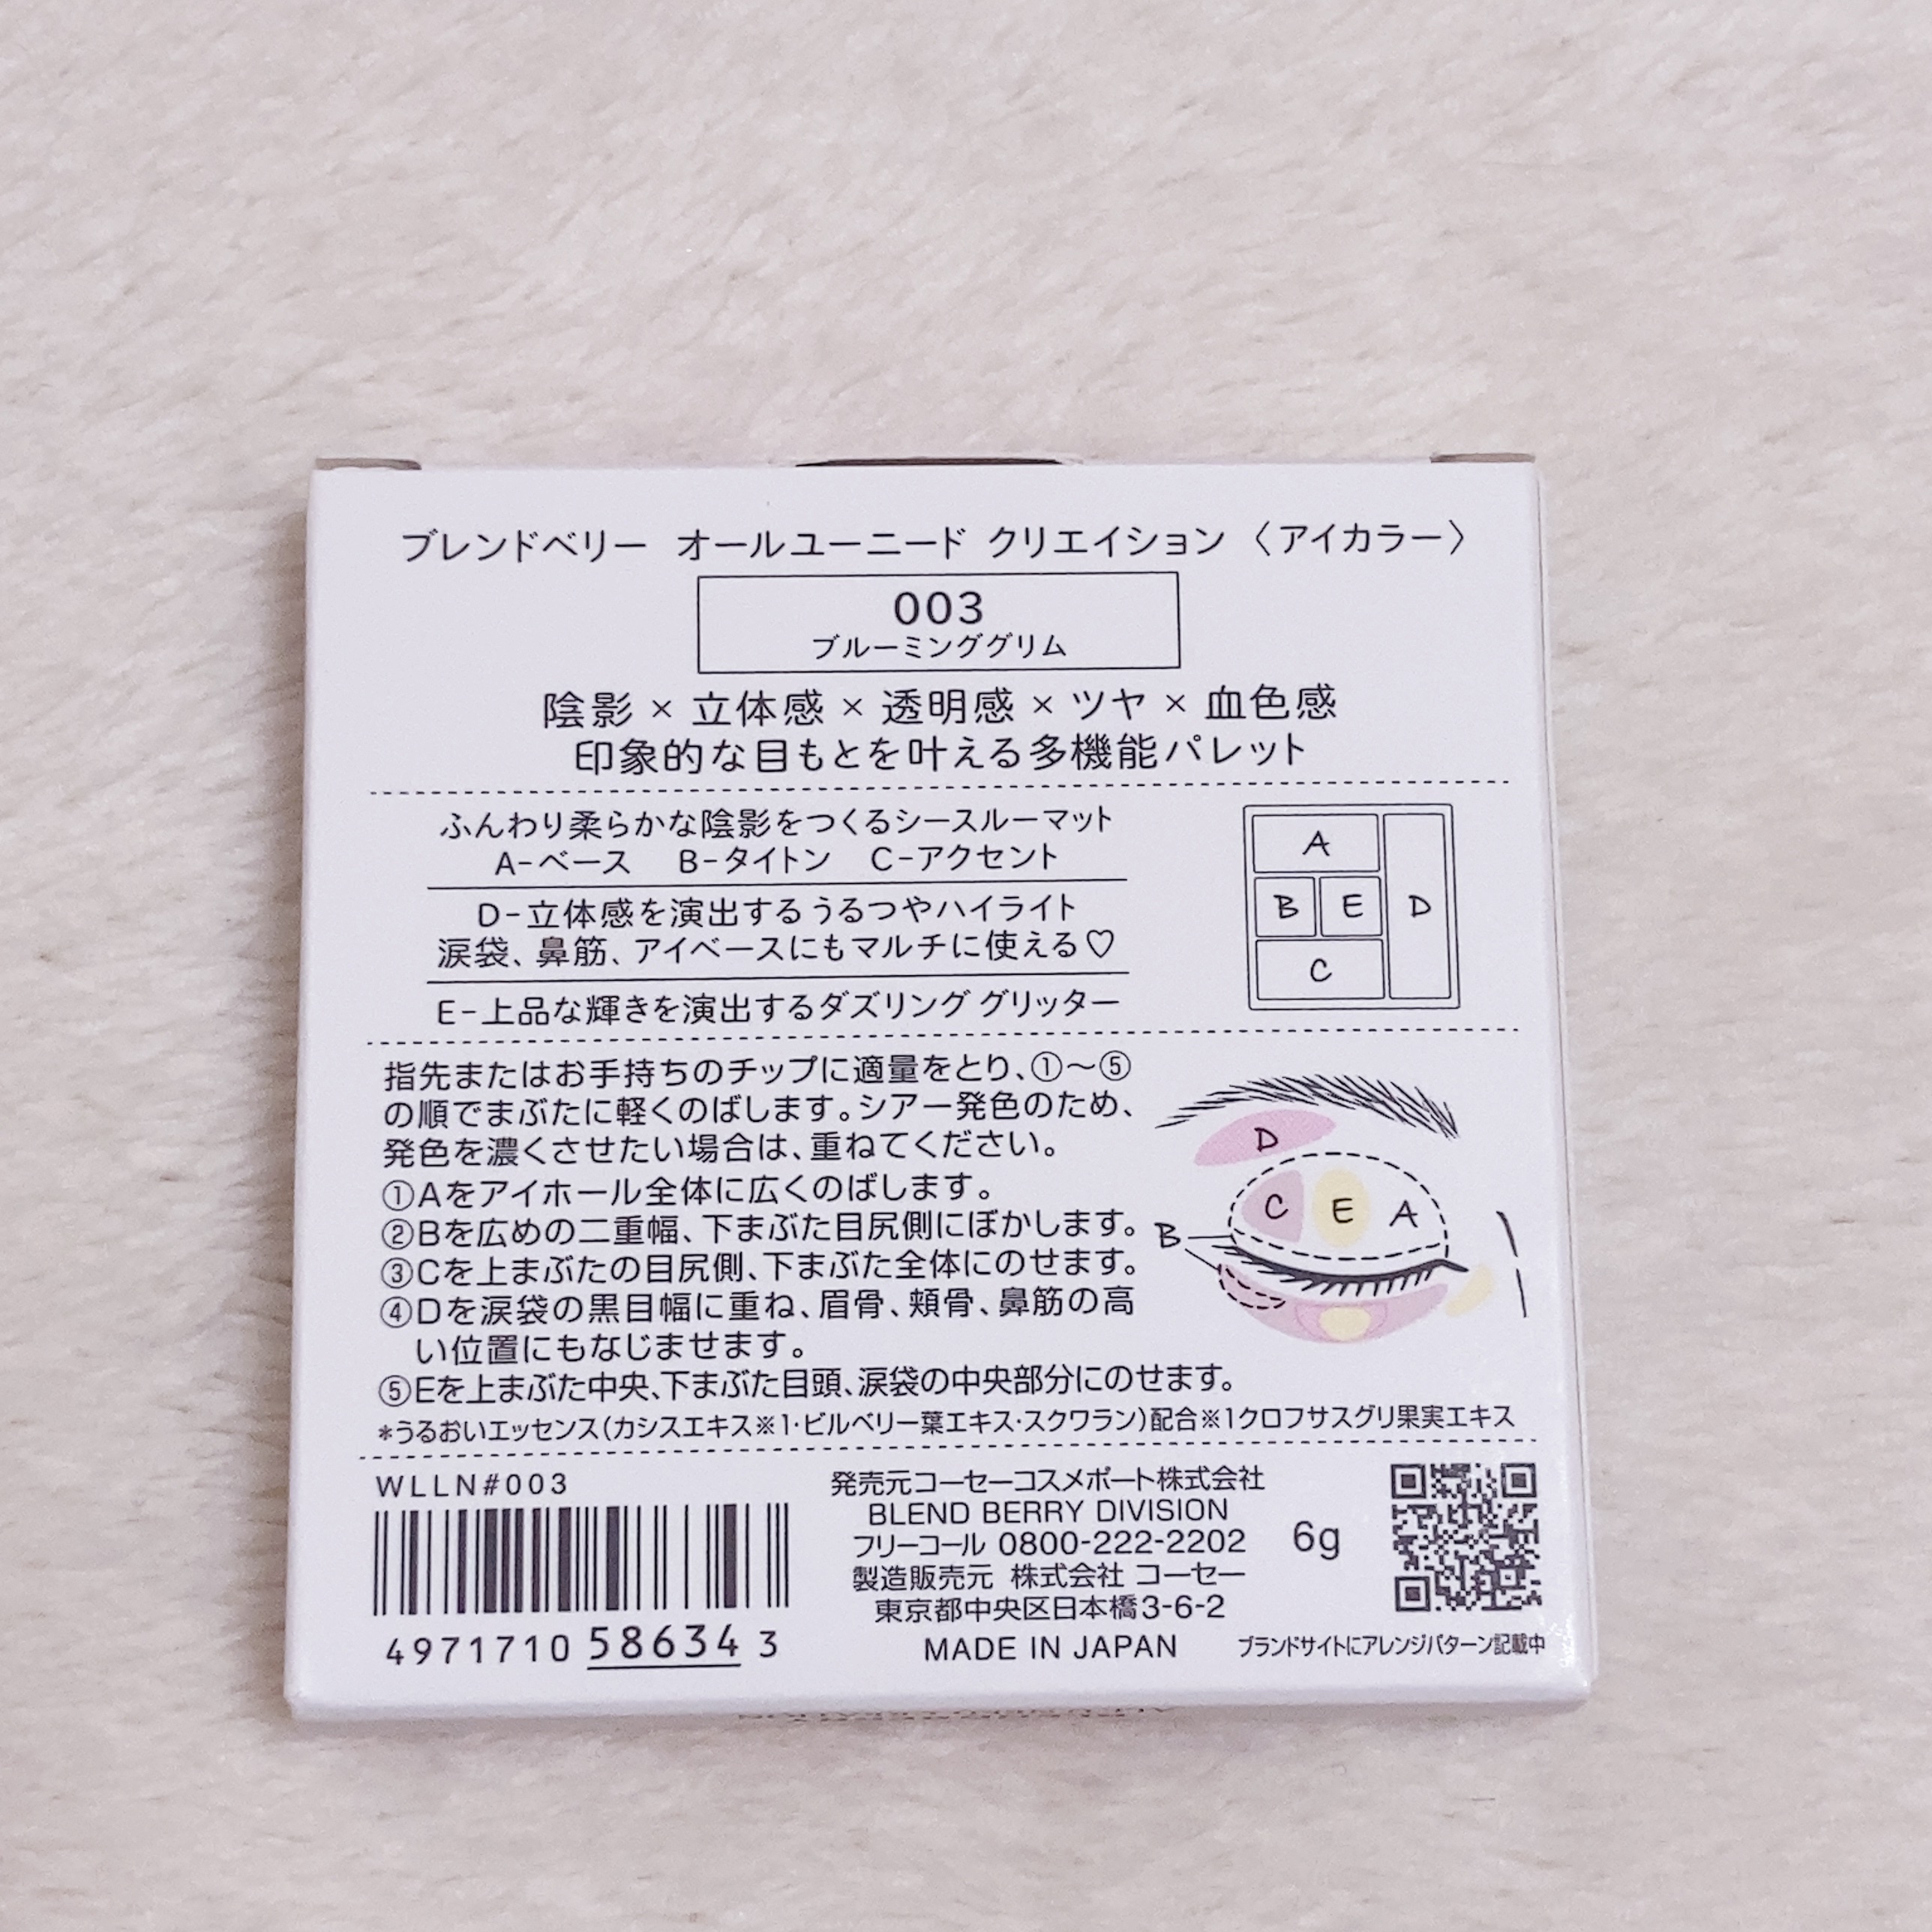 ブレンドベリー オールユーニード クリエイション 〈アイカラー〉
003
ブルーミンググリム
陰影 × 立体感 × 透明感 × ツヤ × 血色感
印象的な目もとを叶える多機能パレット
ふんわり柔らかな陰影をつくるシースルーマット
A-ベース B-タイトン C-アクセント
D-立体感を演出するうるつやハイライト
涙袋、鼻筋、アイベースにもマルチに使える♡
E-上品な輝きを演出するダズリング グリッター
A
B
E
D
C
指先またはお手持ちのチップに適量をとり、①～⑤
の順でまぶたに軽くのばします。シアー発色のため、
発色を濃くさせたい場合は、重ねてください。
①Aをアイホール全体に広くのばします。
②Bを広めの二重幅、下まぶた目尻側にぼかします。
③Cを上まぶたの目尻側、下まぶた全体にのせます。
④Dを涙袋の黒目幅に重ね、眉骨、頬骨、鼻筋の高
い位置にもなじませます。
⑤Eを上まぶた中央、下まぶた目頭、涙袋の中央部分にのせます。
D
C
E
A
B
*うるおいエッセンス(カシスエキス※1・ビルベリー葉エキス・スクワラン)配合※1クロフサスグリ果実エキス
WLLN#003
4971710 58634 3
発売元コーセーコスメポート株式会社
BLEND BERRY DIVISION
フリーコール 0800-222-2202
製造販売元 株式会社 コーセー
東京都中央区日本橋3-6-2
MADE IN JAPAN
6g
ブランドサイトにアレンジパターン記載中